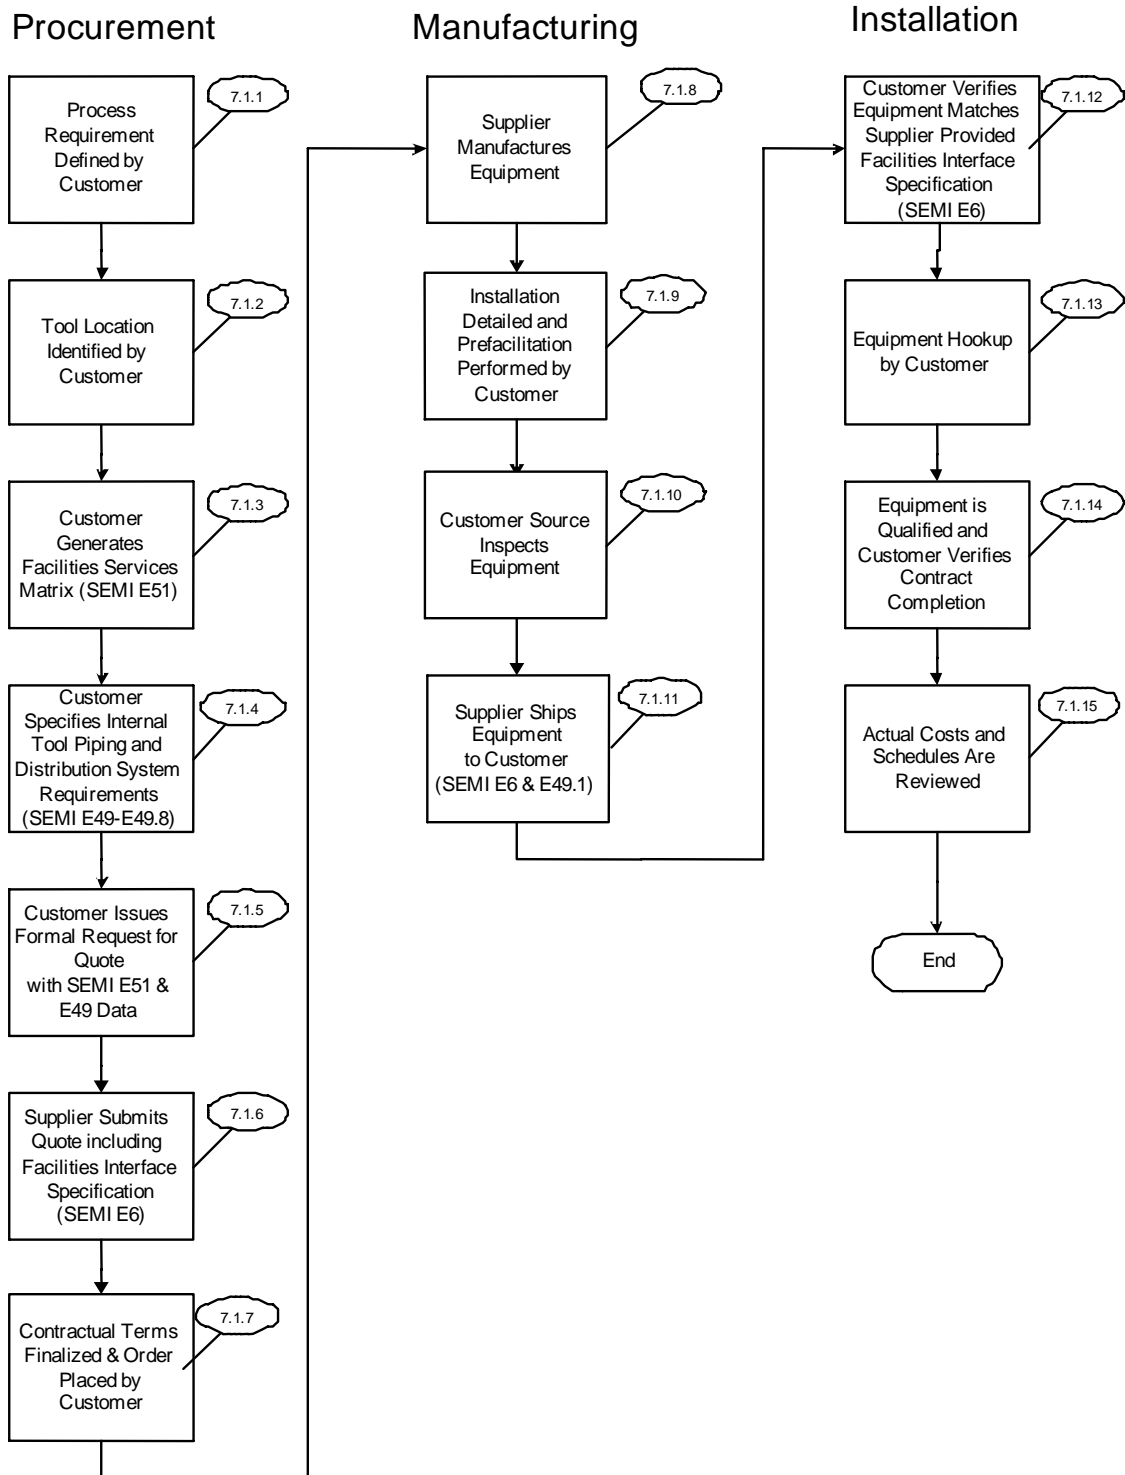 Procurement
Process
Requirement
Defined by
Customer
7.1.1
Tool Location
Identified by
Customer
7.1.2
Customer
Generates
Facilities Services
Matrix (SEMI E51)
7.1.3
Customer
Specifies Internal
Tool Piping and
Distribution System
Requirements
(SEMI E49-E49.8)
7.1.4
Customer Issues
Formal Request for
Quote
with SEMI E51 &
E49 Data
7.1.5
Supplier Submits
Quote including
Facilities Interface
Specification
(SEMI E6)
7.1.6
Contractual Terms
Finalized & Order
Placed by
Customer
7.1.7
Manufacturing
Supplier
Manufactures
Equipment
7.1.8
Installation
Detailed and
Prefacilitation
Performed by
Customer
7.1.9
Customer Source
Inspects
Equipment
7.1.10
Supplier Ships
Equipment
to Customer
(SEMI E6 & E49.1)
7.1.11
Installation
Customer Verifies
Equipment Matches
Supplier Provided
Facilities Interface
Specification
(SEMI E6)
7.1.12
Equipment Hookup
by Customer
7.1.13
Equipment is
Qualified and
Customer Verifies
Contract
Completion
7.1.14
Actual Costs and
Schedules Are
Reviewed
7.1.15
End